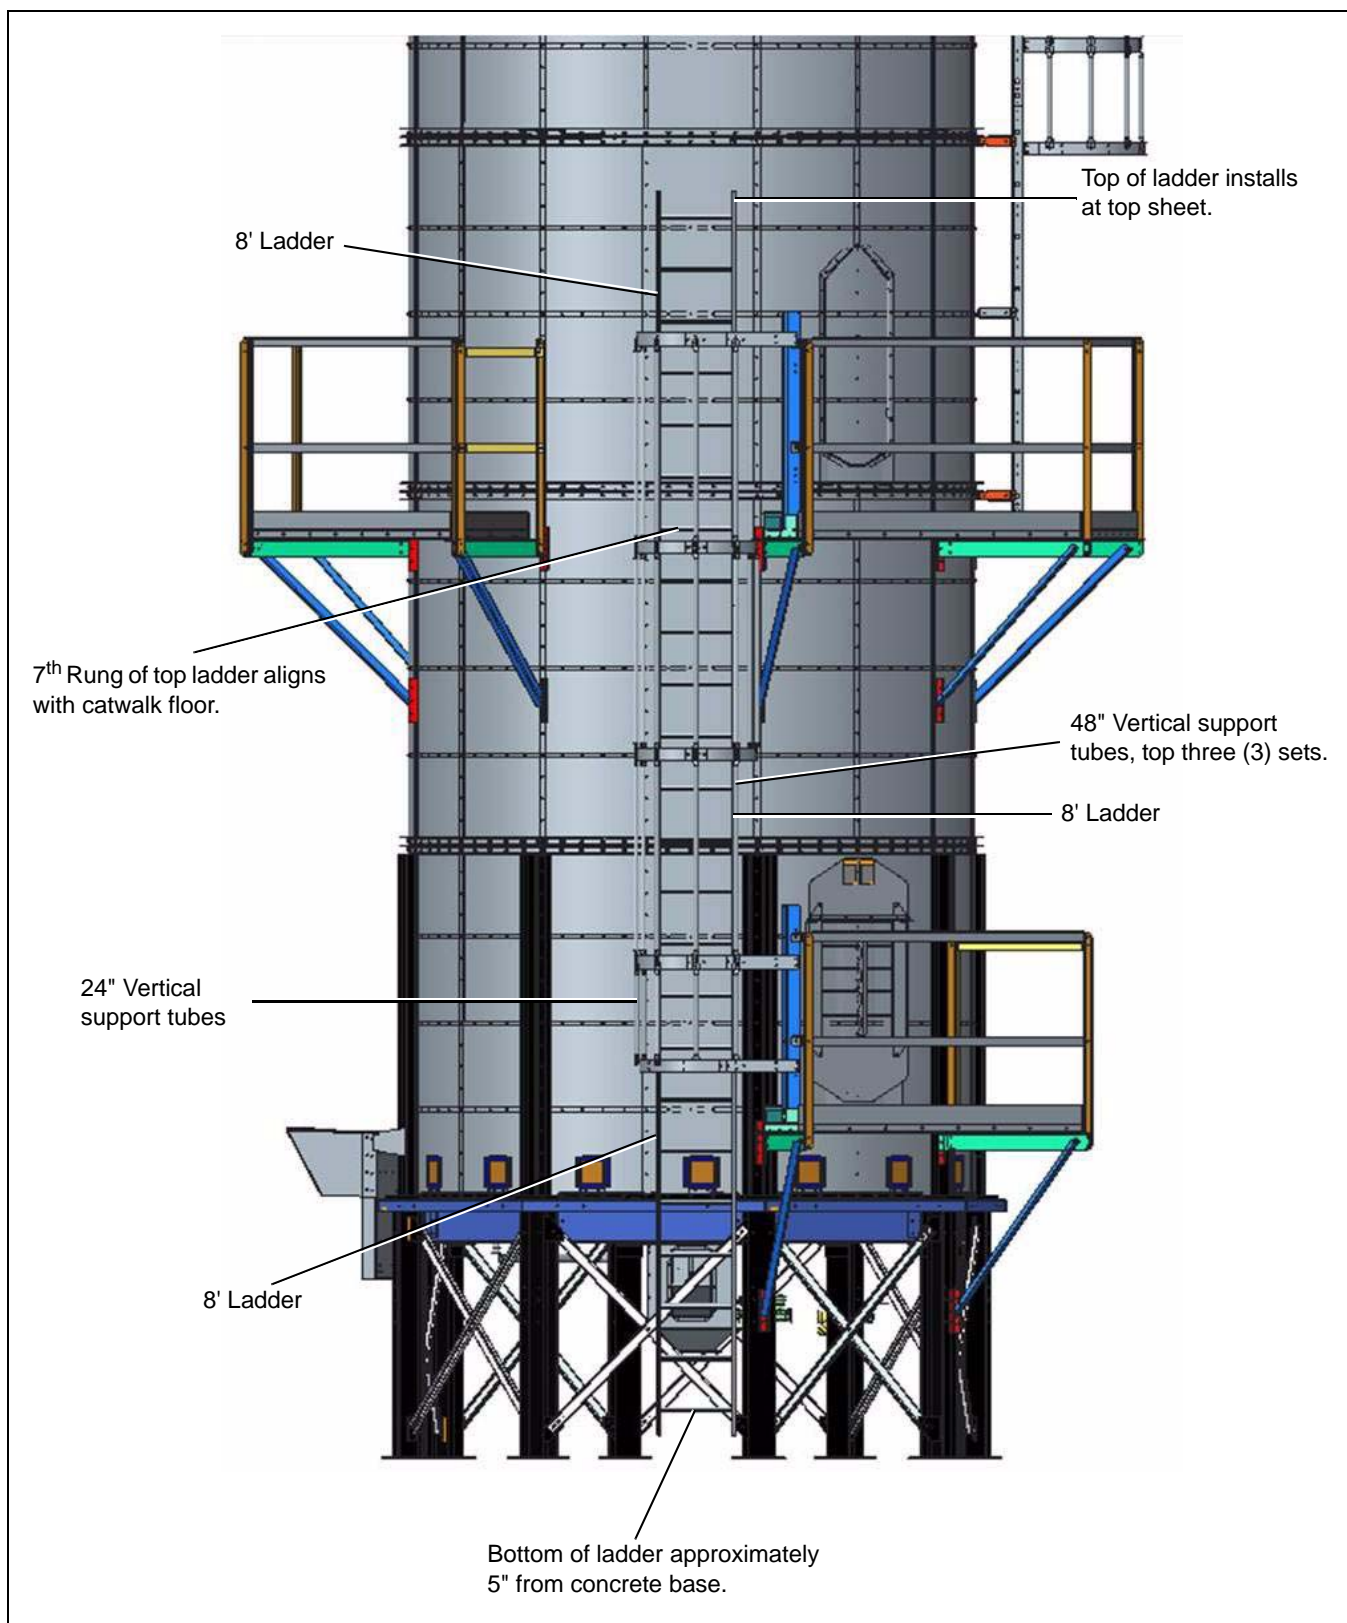 Top of ladder installs
at top sheet.
8' Ladder
7th Rung of top ladder aligns
with catwalk floor.
48" Vertical support
tubes, top three (3) sets.
8' Ladder
24" Vertical
support tubes
8' Ladder
Bottom of ladder approximately
5" from concrete base.